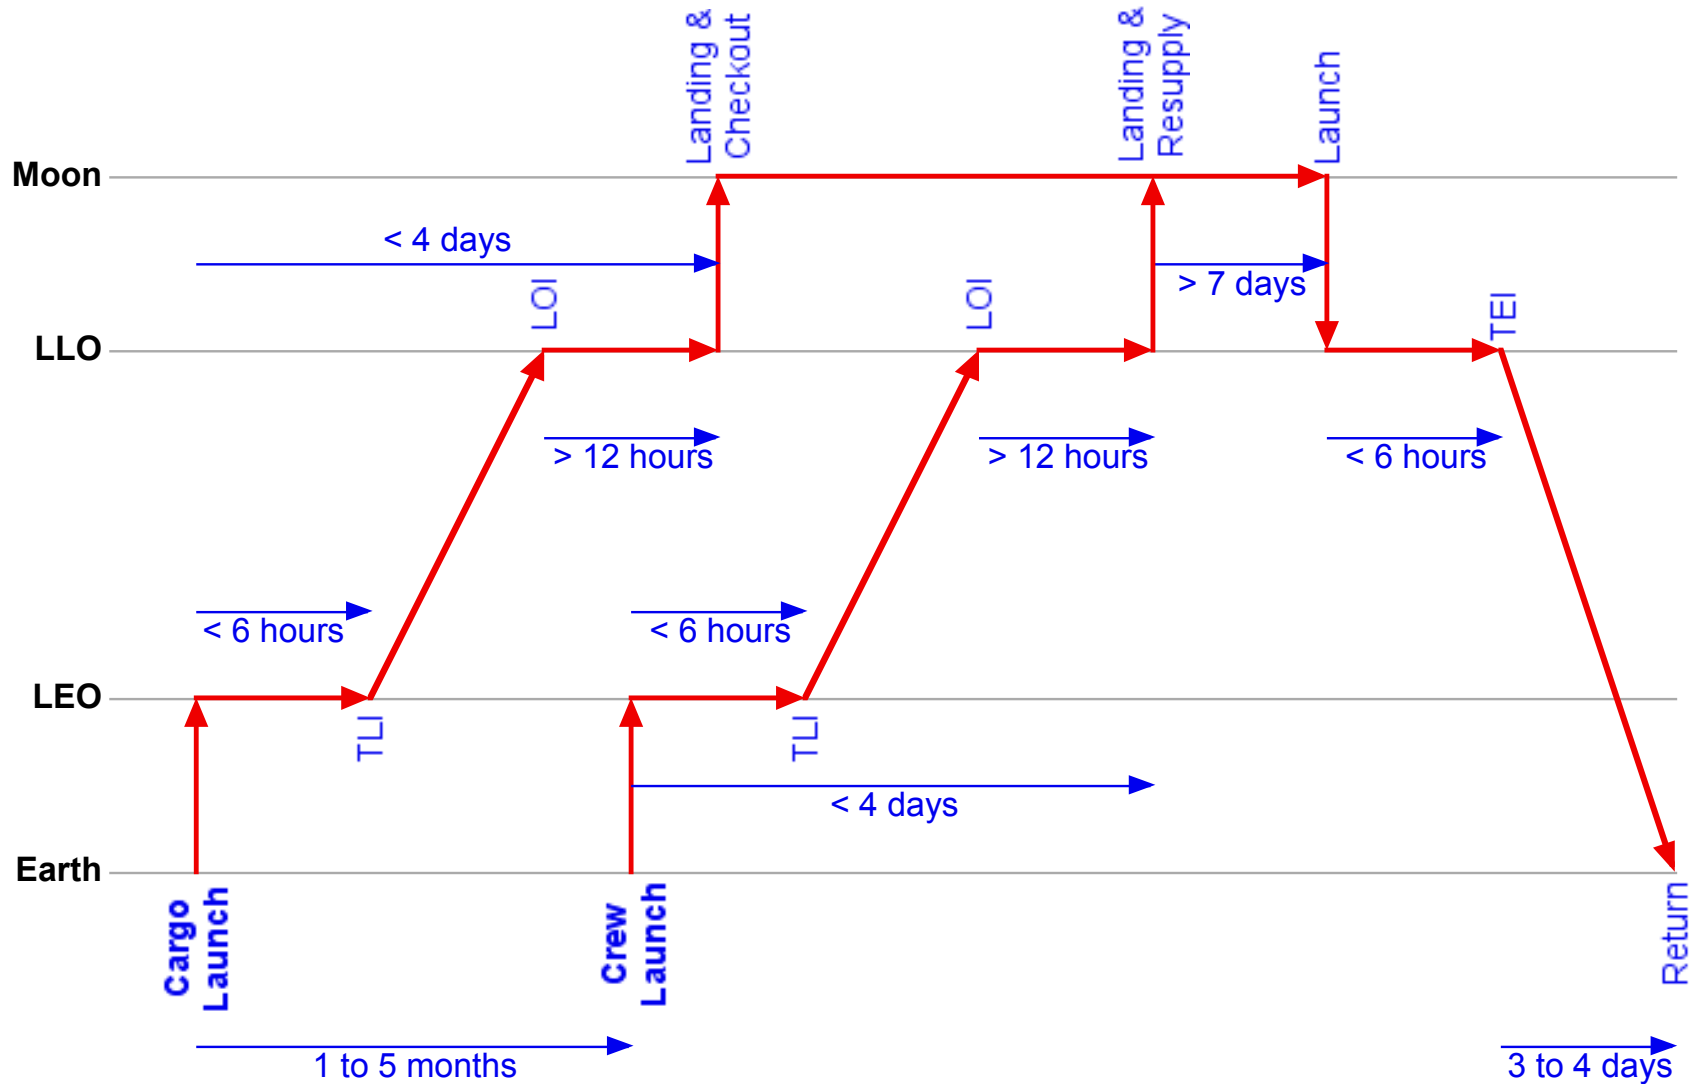 Landing &
Checkout
Landing &
Resupply
Launch
Moon
< 4 days
> 7 days
LOI
LOI
TEI
LLO
> 12 hours
> 12 hours
< 6 hours
< 6 hours
< 6 hours
LEO
TLI
TLI
< 4 days
Earth
Cargo
Launch
Crew
Launch
Return
1 to 5 months
3 to 4 days